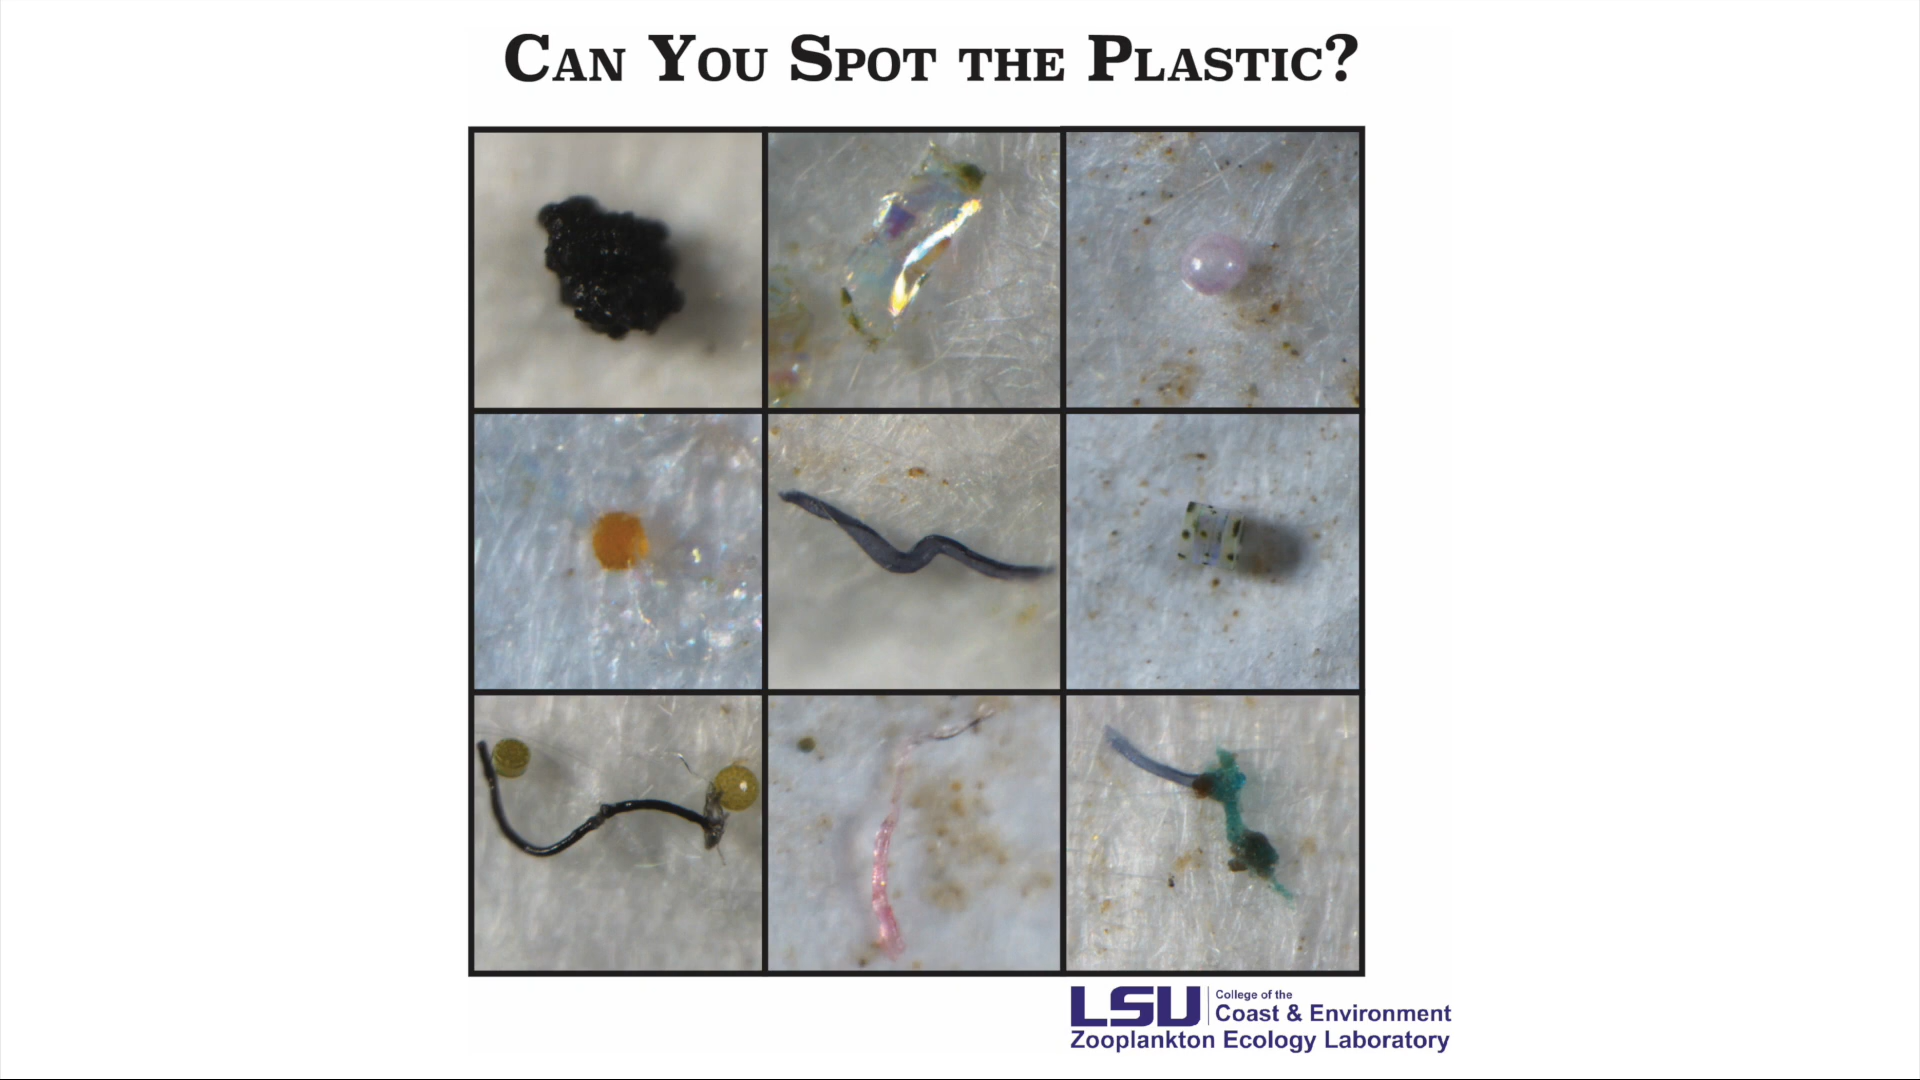 CAN YOU SPOT THE PLASTIC?
LSU
College of the
Coast & Environment
Zooplankton Ecology Laboratory